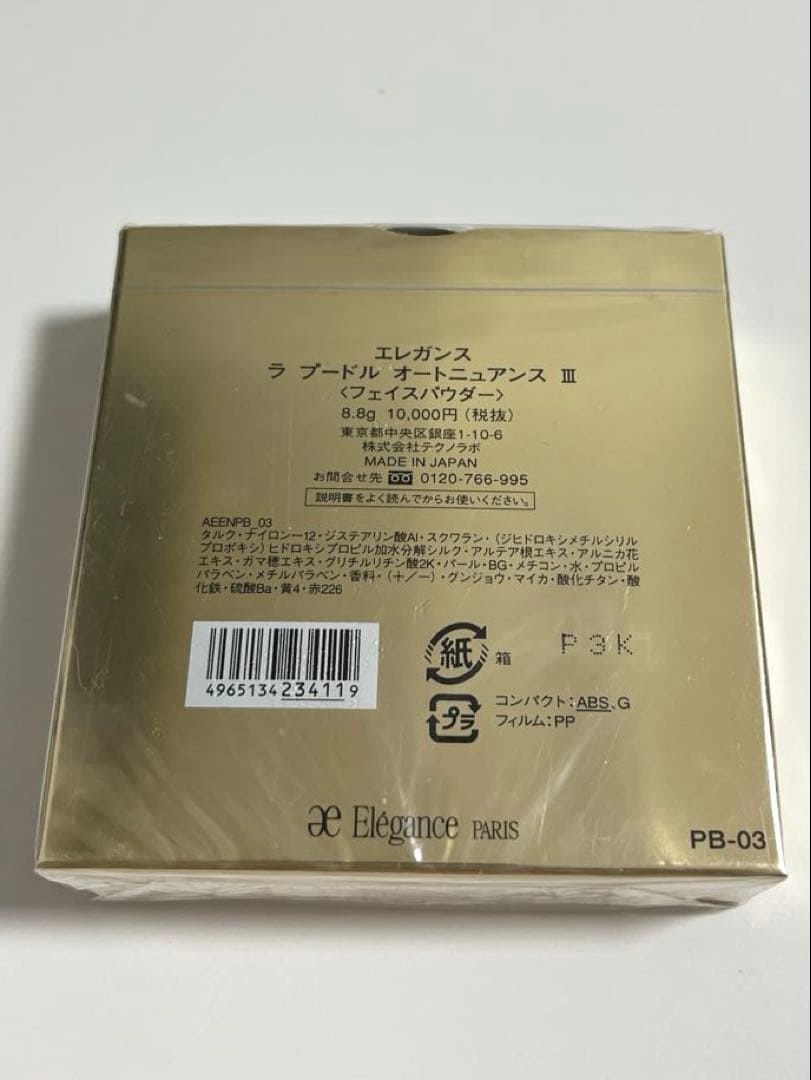 エレガンス
ラ プードル オートニュアンス Ⅲ
〈フェイスパウダー〉
8.8g 10,000円(税抜)
東京都中央区銀座1-10-6
株式会社テクノラボ
MADE IN JAPAN
お問合せ先 0120-766-995
説明書をよく読んでからお使いください。
AEENPB_03
タルク・ナイロン－12・ジステアリン酸Al・スクワラン・(ジヒドロキシメチルシリル
プロポキシ)ヒドロキシプロピル加水分解シルク・アルテア根エキス・アルニカ花
エキス・ガマ穂エキス・グリチルリチン酸2K・パール・BG・メチコン・水・プロピル
パラベン・メチルパラベン・香料・(＋／－)・グンジョウ・マイカ・酸化チタン・酸
化鉄・硫酸Ba・黄4・赤226
4965134234119
紙 箱
P3K
プラ コンパクト:ABS、G
フィルム:PP
æ Elégance PARIS
PB-03